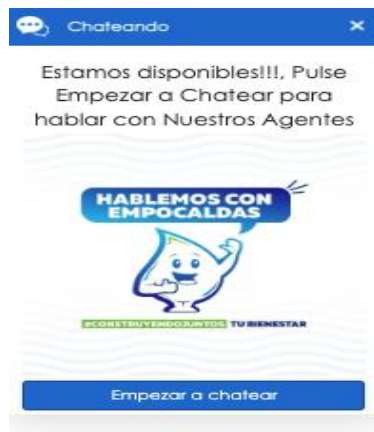 Chateando
Estamos disponibles!!!, Pulse
Empezar a Chatear para
hablar con Nuestros Agentes
HABLEMOS CON
EMPOCALDAS
#CONSTRUYENDOJUNTOS TU BIENESTAR
Empezar a chatear